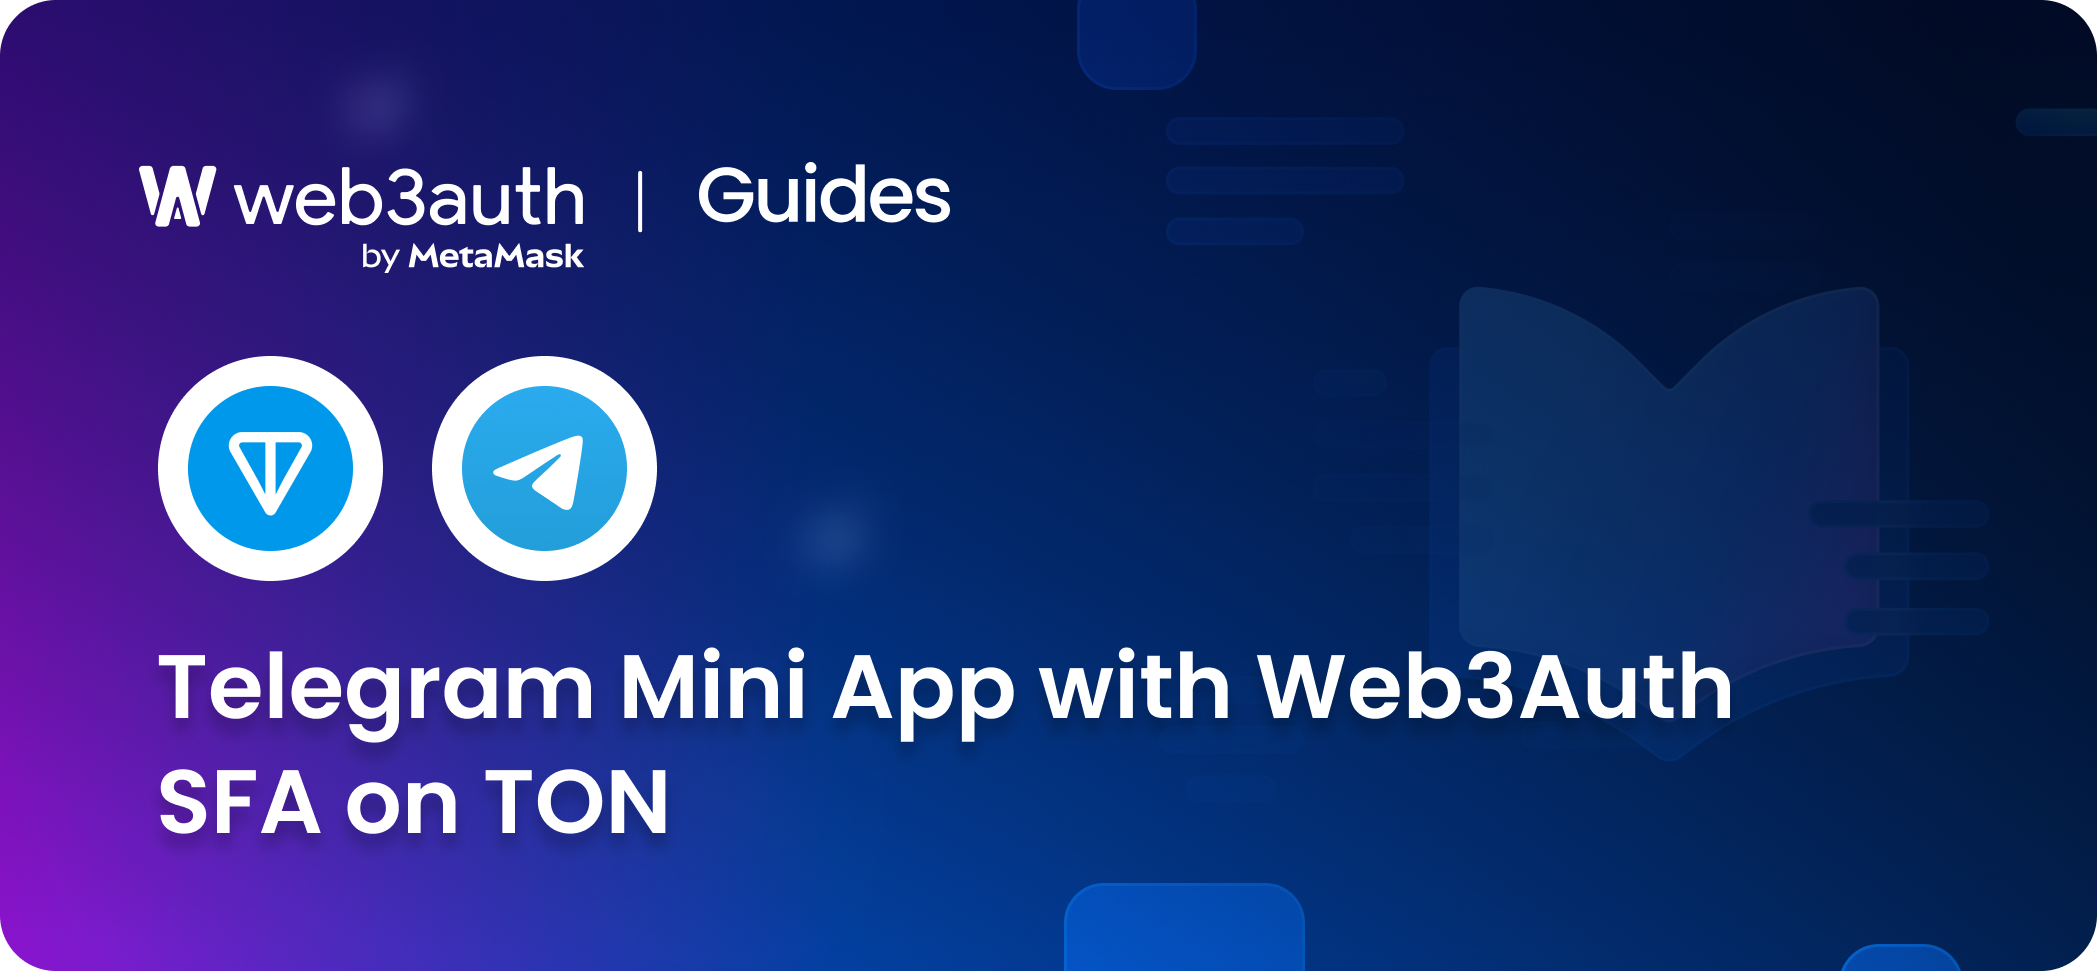 web3auth | Guides
by MetaMask
Telegram Mini App with Web3Auth
SFA on TON